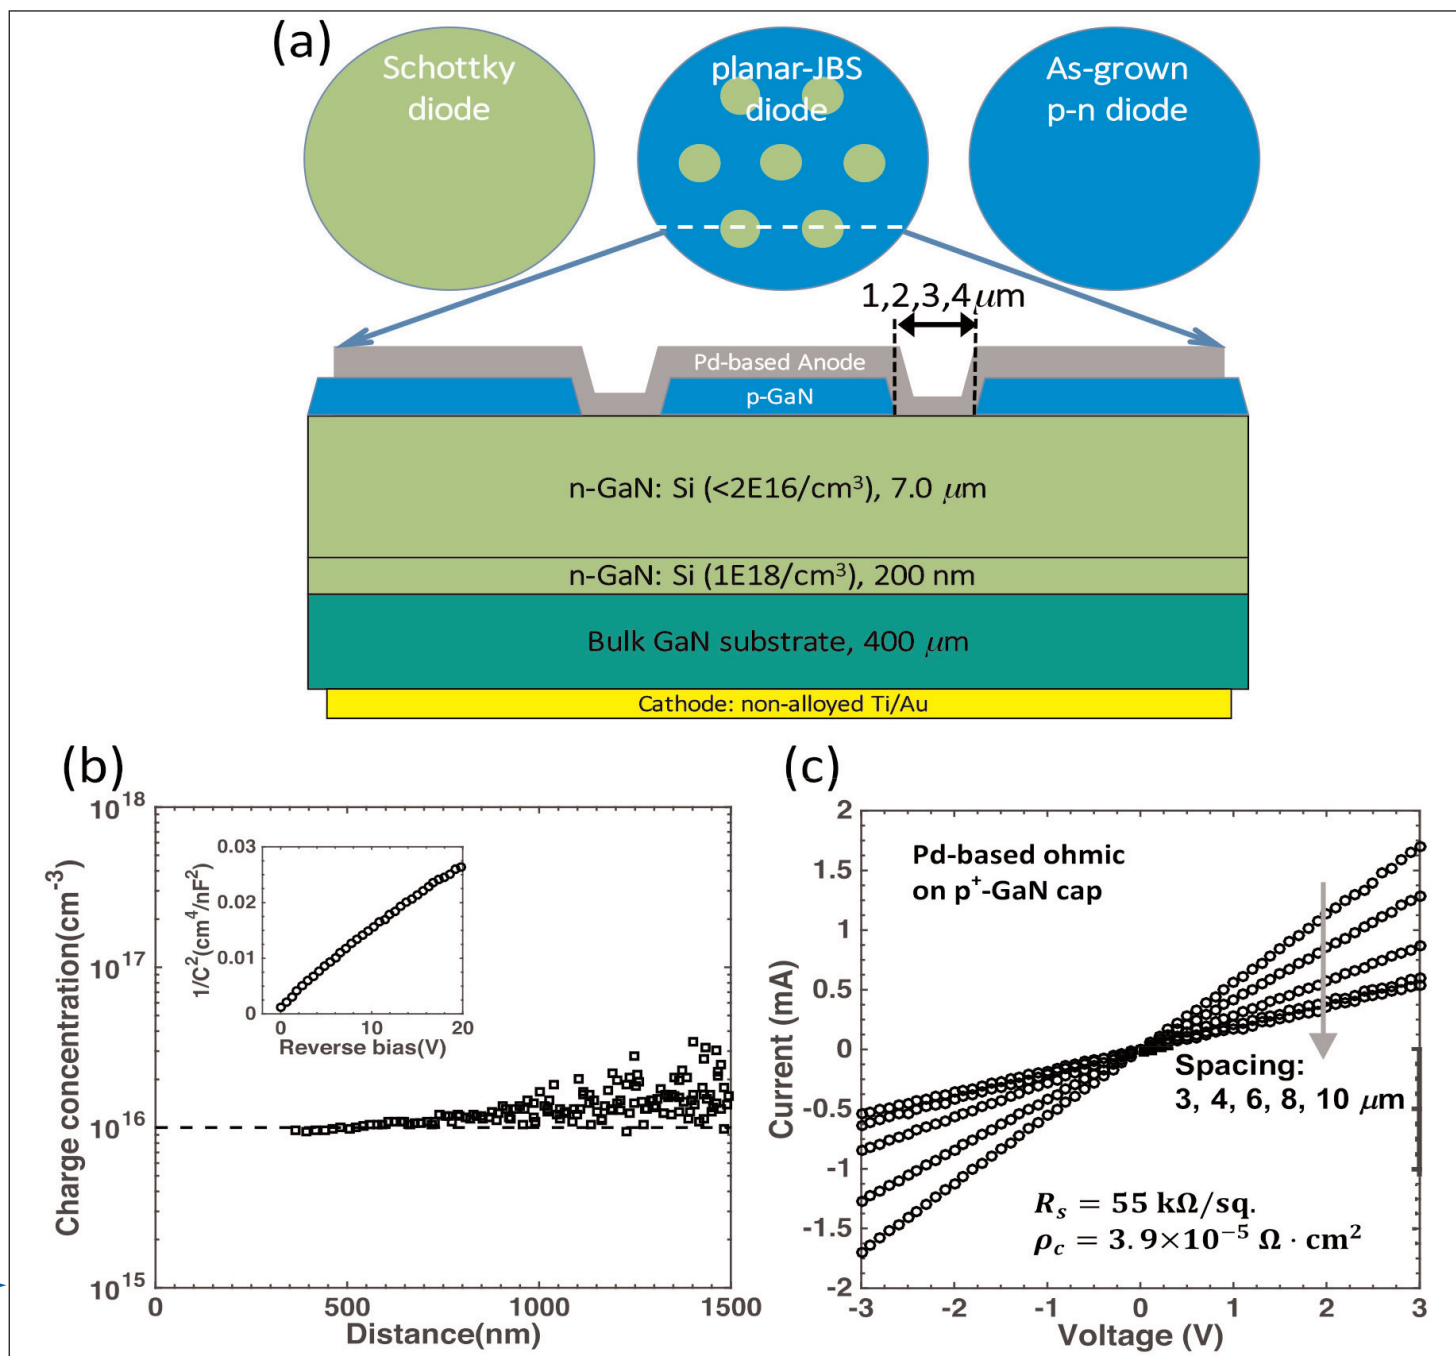 (a)
Schottky
diode
planar-JBS
diode
As-grown
p-n diode
1,2,3,4 μm
Pd-based Anode
p-GaN
n-GaN: Si (<2E16/cm³), 7.0 μm
n-GaN: Si (1E18/cm³), 200 nm
Bulk GaN substrate, 400 μm
Cathode: non-alloyed Ti/Au
(b)
Charge concentration(cm⁻³)
10¹⁸
10¹⁷
10¹⁶
10¹⁵
0
500
1000
1500
Distance(nm)
1/C²(cm⁴/nF²)
0.03
0.02
0.01
0
0
10
20
Reverse bias(V)
(c)
Current (mA)
2
1.5
1
0.5
0
-0.5
-1
-1.5
-2
-3
-2
-1
0
1
2
3
Voltage (V)
Pd-based ohmic
on p⁺-GaN cap
Spacing:
3, 4, 6, 8, 10 μm
Rₛ = 55 kΩ/sq.
ρ_c = 3.9×10⁻⁵ Ω · cm²